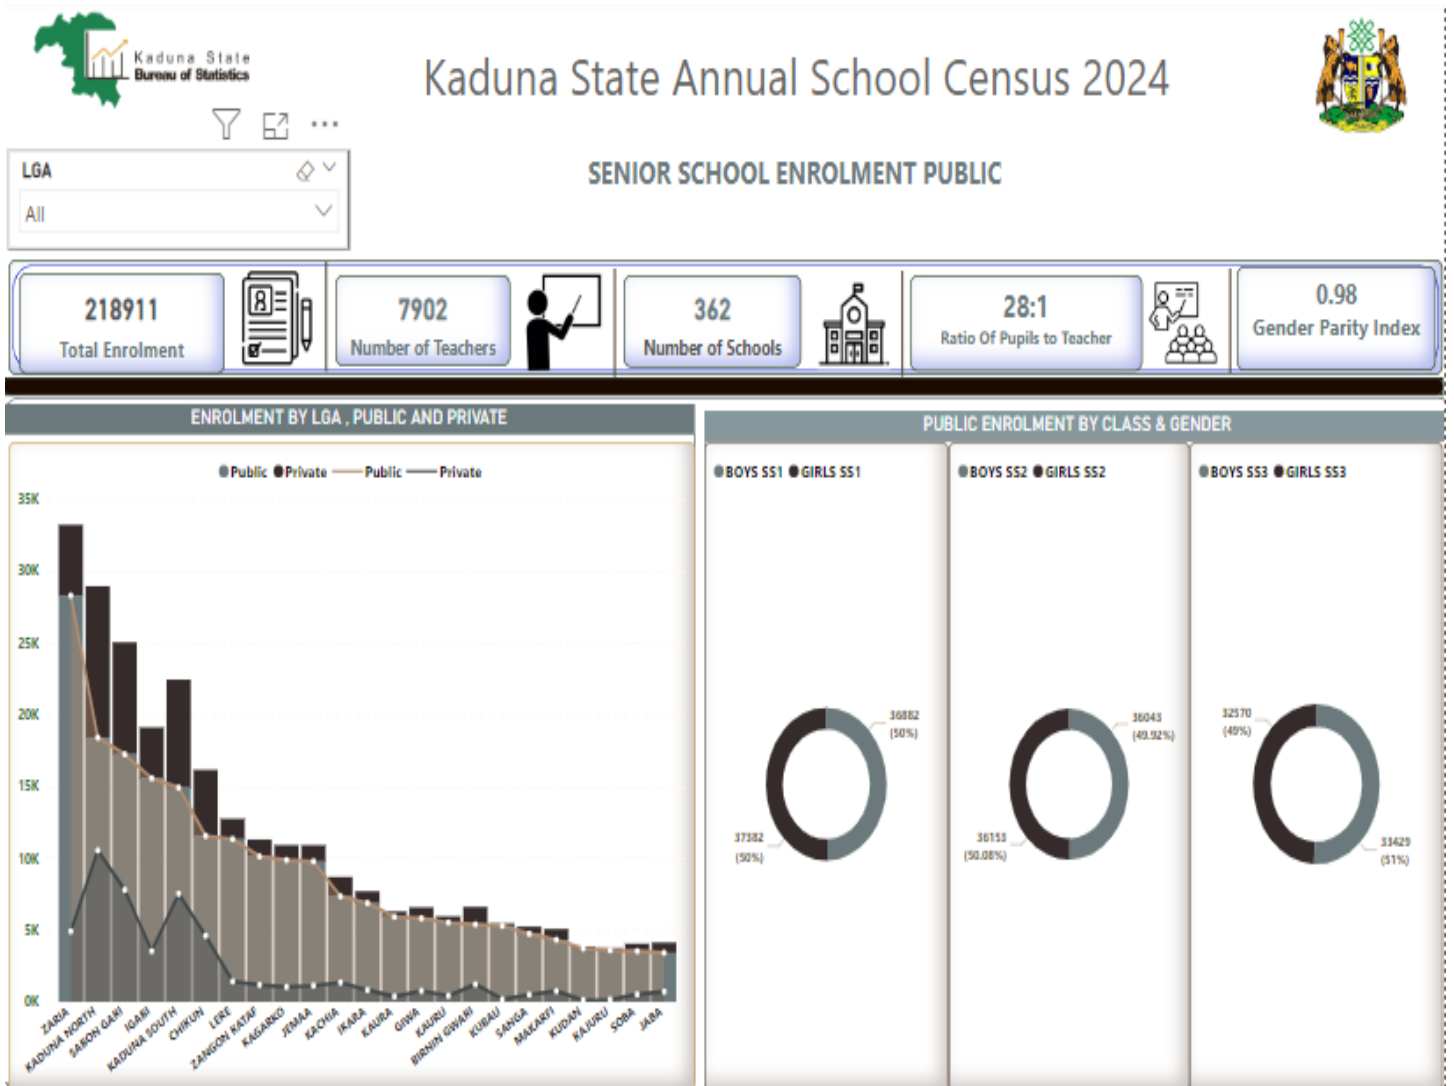 Kaduna State
Bureau of Statistics
Kaduna State Annual School Census 2024
LGA
All
SENIOR SCHOOL ENROLMENT PUBLIC
218911
Total Enrolment
7902
Number of Teachers
362
Number of Schools
28:1
Ratio Of Pupils to Teacher
0.98
Gender Parity Index
ENROLMENT BY LGA , PUBLIC AND PRIVATE
Public Private Public Private
35K
30K
25K
20K
15K
10K
5K
0K
ZARIA
KADUNA NORTH
SABON GARI
IGABI
KADUNA SOUTH
CHIKUN
LERE
ZANGON KATAF
KAGARKO
JEMAA
KACHIA
IKARA
KAURA
GIWA
KAURU
BIRNIN GWARI
KUBAU
SANGA
MAKARFI
KUDAN
KAJURU
SOBA
JABA
PUBLIC ENROLMENT BY CLASS & GENDER
BOYS SS1 GIRLS SS1
36882
(50%)
37382
(50%)
BOYS SS2 GIRLS SS2
36043
(49.92%)
36153
(50.08%)
BOYS SS3 GIRLS SS3
32570
(49%)
33429
(51%)